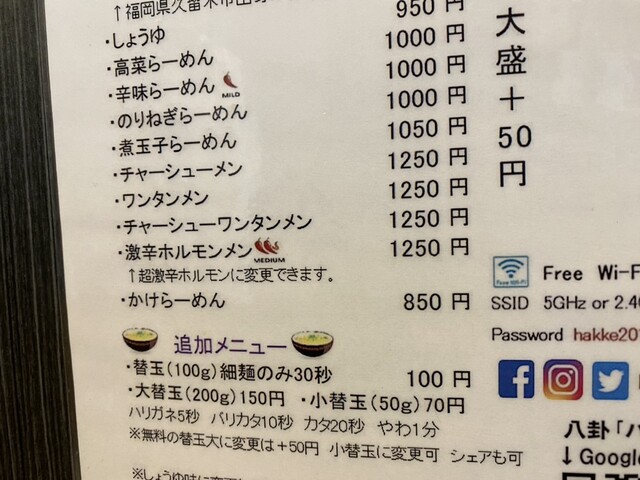 ↑福岡県久留米市
・しょうゆ 950 円
・高菜らーめん 1000 円
・辛味らーめん MILD 1000 円
・のりねぎらーめん 1000 円
・煮玉子らーめん 1050 円
・チャーシューメン 1250 円
・ワンタンメン 1250 円
・チャーシューワンタンメン 1250 円
・激辛ホルモンメン MEDIUM 1250 円
↑超激辛ホルモンに変更できます。
・かけらーめん 850 円
追加メニュー
・替玉(100g)細麺のみ30秒 100 円
・大替玉(200g)150円 ・小替玉(50g)70円
ハリガネ5秒 バリカタ10秒 カタ20秒 やわ1分
※無料の替玉大に変更は+50円 小替玉に変更可 シェアも可
※しょうゆ味に変更
大盛+50円
Free Wi-Fi
Free Wi-Fi
SSID 5GHz or 2.4
Password hakke20
八卦「
↓Google